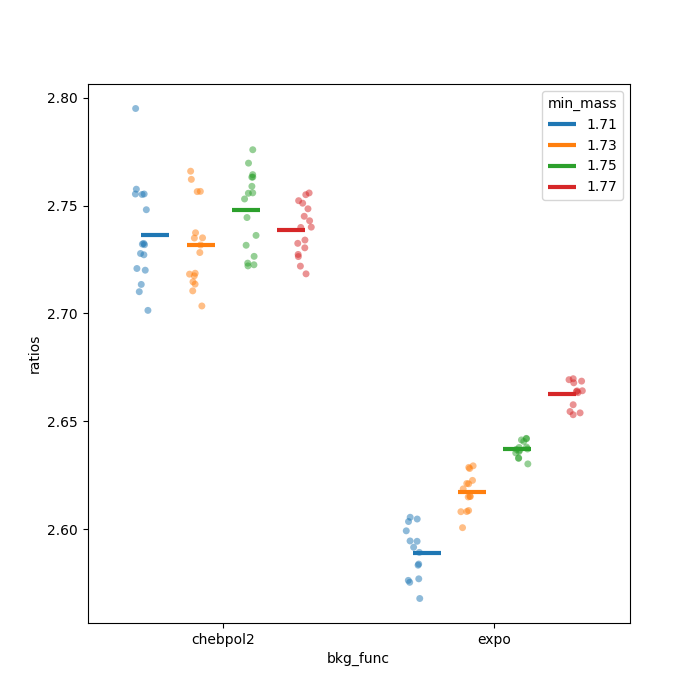 2.80
2.75
2.70
2.65
2.60
ratios
chebpol2
expo
bkg_func
min_mass
1.71
1.73
1.75
1.77